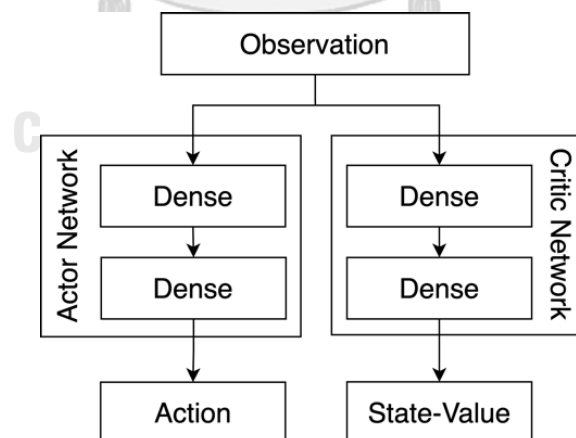 Observation
C
Actor Network
Dense
Dense
Critic Network
Dense
Dense
Action
State-Value